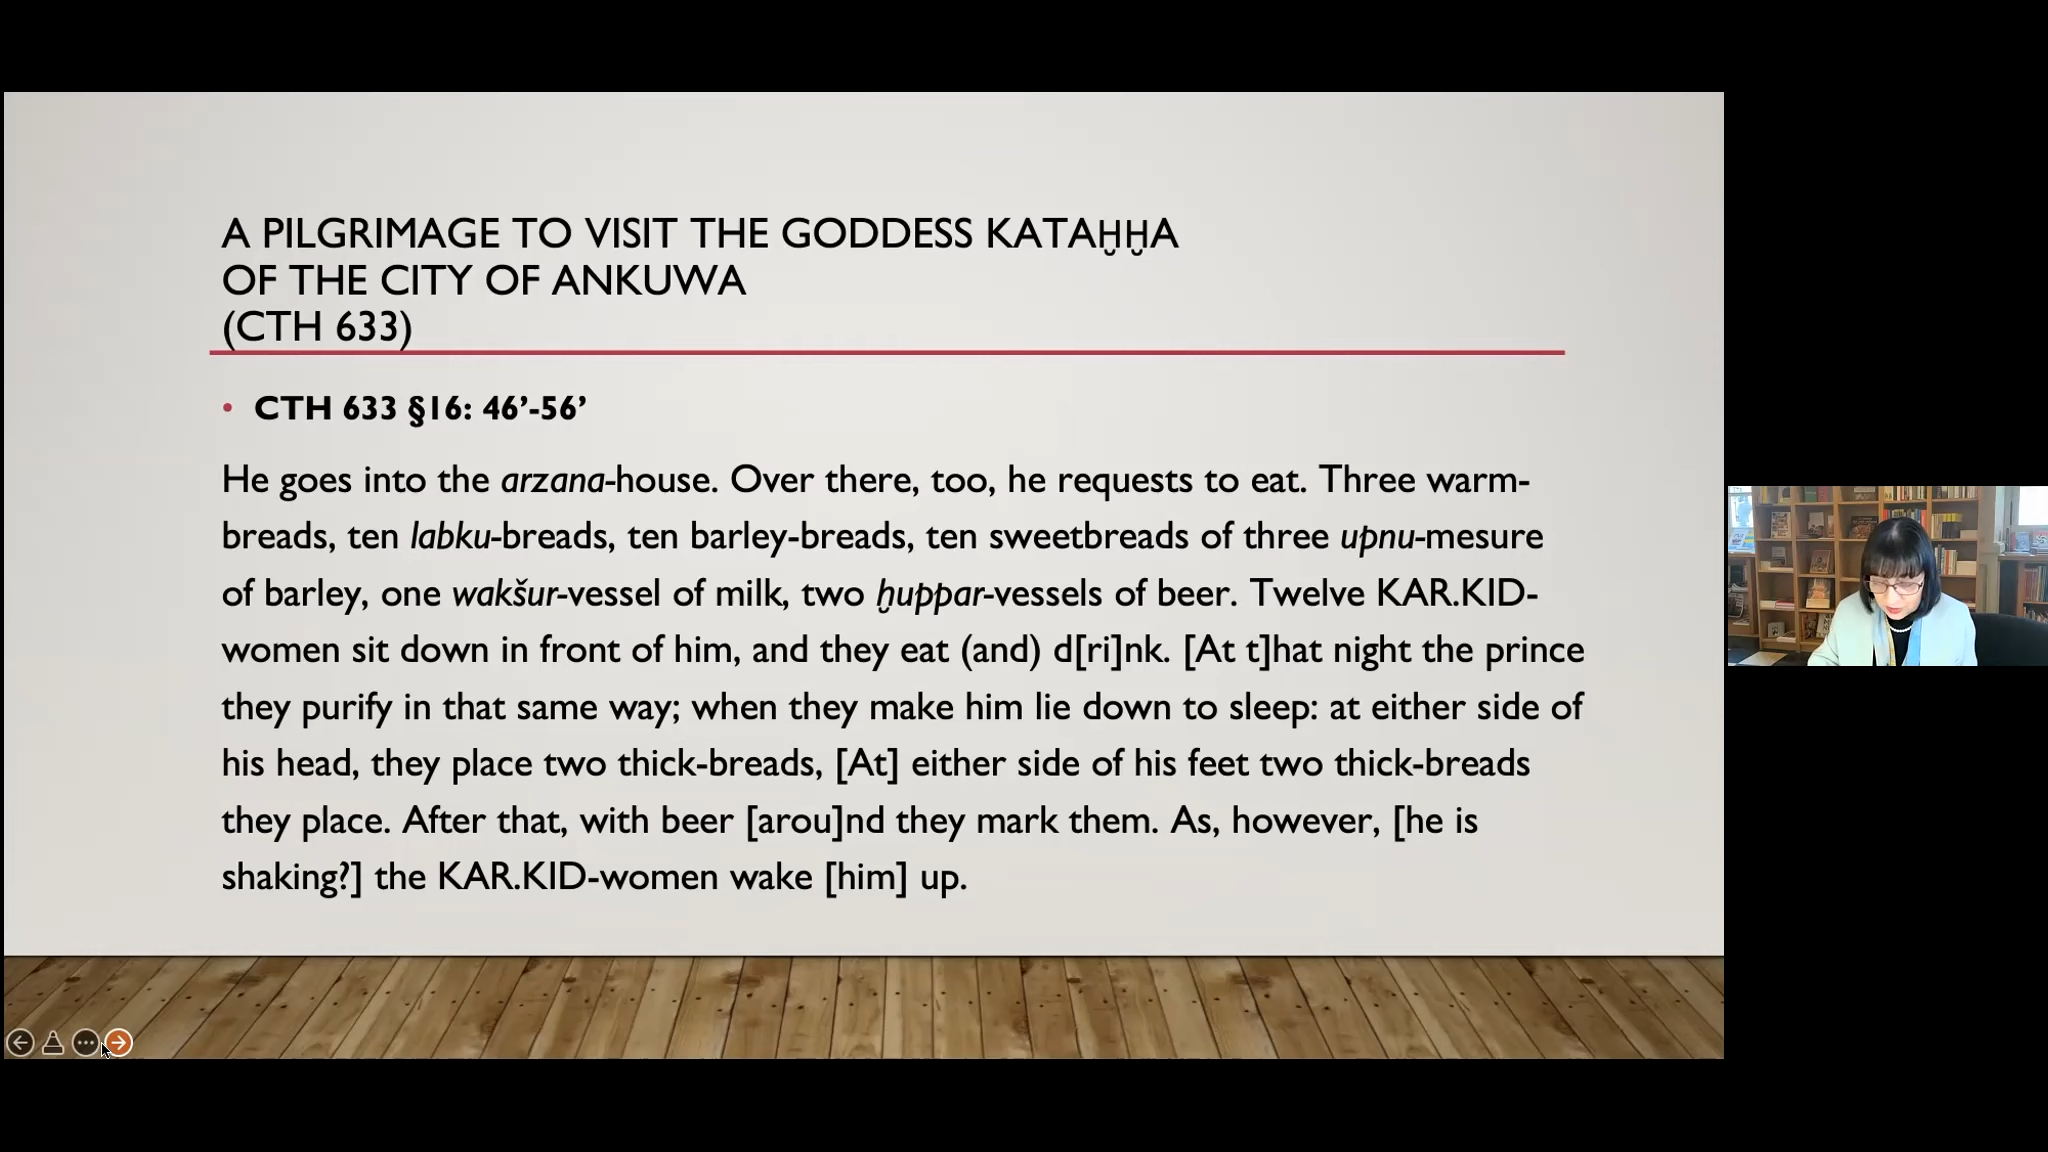 A PILGRIMAGE TO VISIT THE GODDESS KATAḪḪA
OF THE CITY OF ANKUWA
(CTH 633)
• CTH 633 §16: 46’-56’
He goes into the arzana-house. Over there, too, he requests to eat. Three warm-
breads, ten labku-breads, ten barley-breads, ten sweetbreads of three upnu-mesure
of barley, one wakšur-vessel of milk, two ḫuppar-vessels of beer. Twelve KAR.KID-
women sit down in front of him, and they eat (and) d[ri]nk. [At t]hat night the prince
they purify in that same way; when they make him lie down to sleep: at either side of
his head, they place two thick-breads, [At] either side of his feet two thick-breads
they place. After that, with beer [arou]nd they mark them. As, however, [he is
shaking?] the KAR.KID-women wake [him] up.